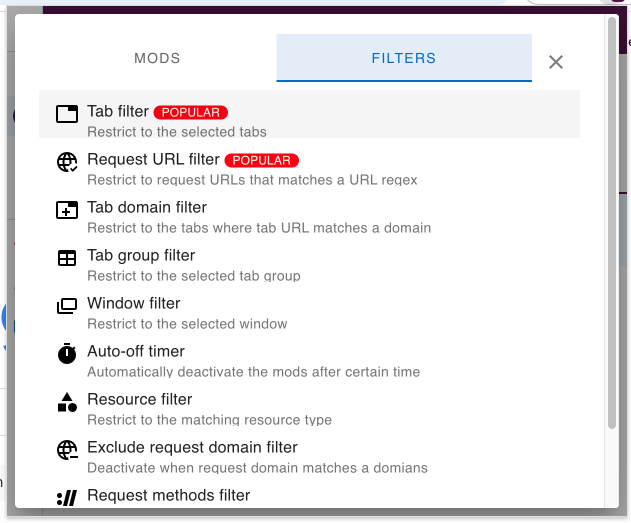 MODS
FILTERS
Tab filter POPULAR
Restrict to the selected tabs
Request URL filter POPULAR
Restrict to request URLs that matches a URL regex
Tab domain filter
Restrict to the tabs where tab URL matches a domain
Tab group filter
Restrict to the selected tab group
Window filter
Restrict to the selected window
Auto-off timer
Automatically deactivate the mods after certain time
Resource filter
Restrict to the matching resource type
Exclude request domain filter
Deactivate when request domain matches a domians
Request methods filter